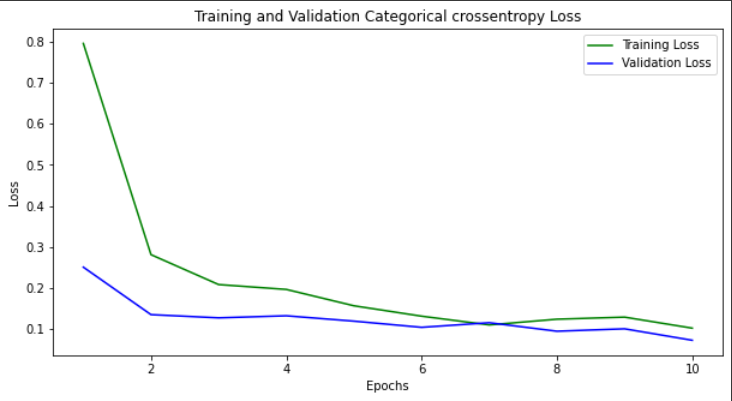 Training and Validation Categorical crossentropy Loss
Training Loss
Validation Loss
0.8
0.7
0.6
0.5
0.4
0.3
0.2
0.1
Loss
2 4 6 8 10
Epochs